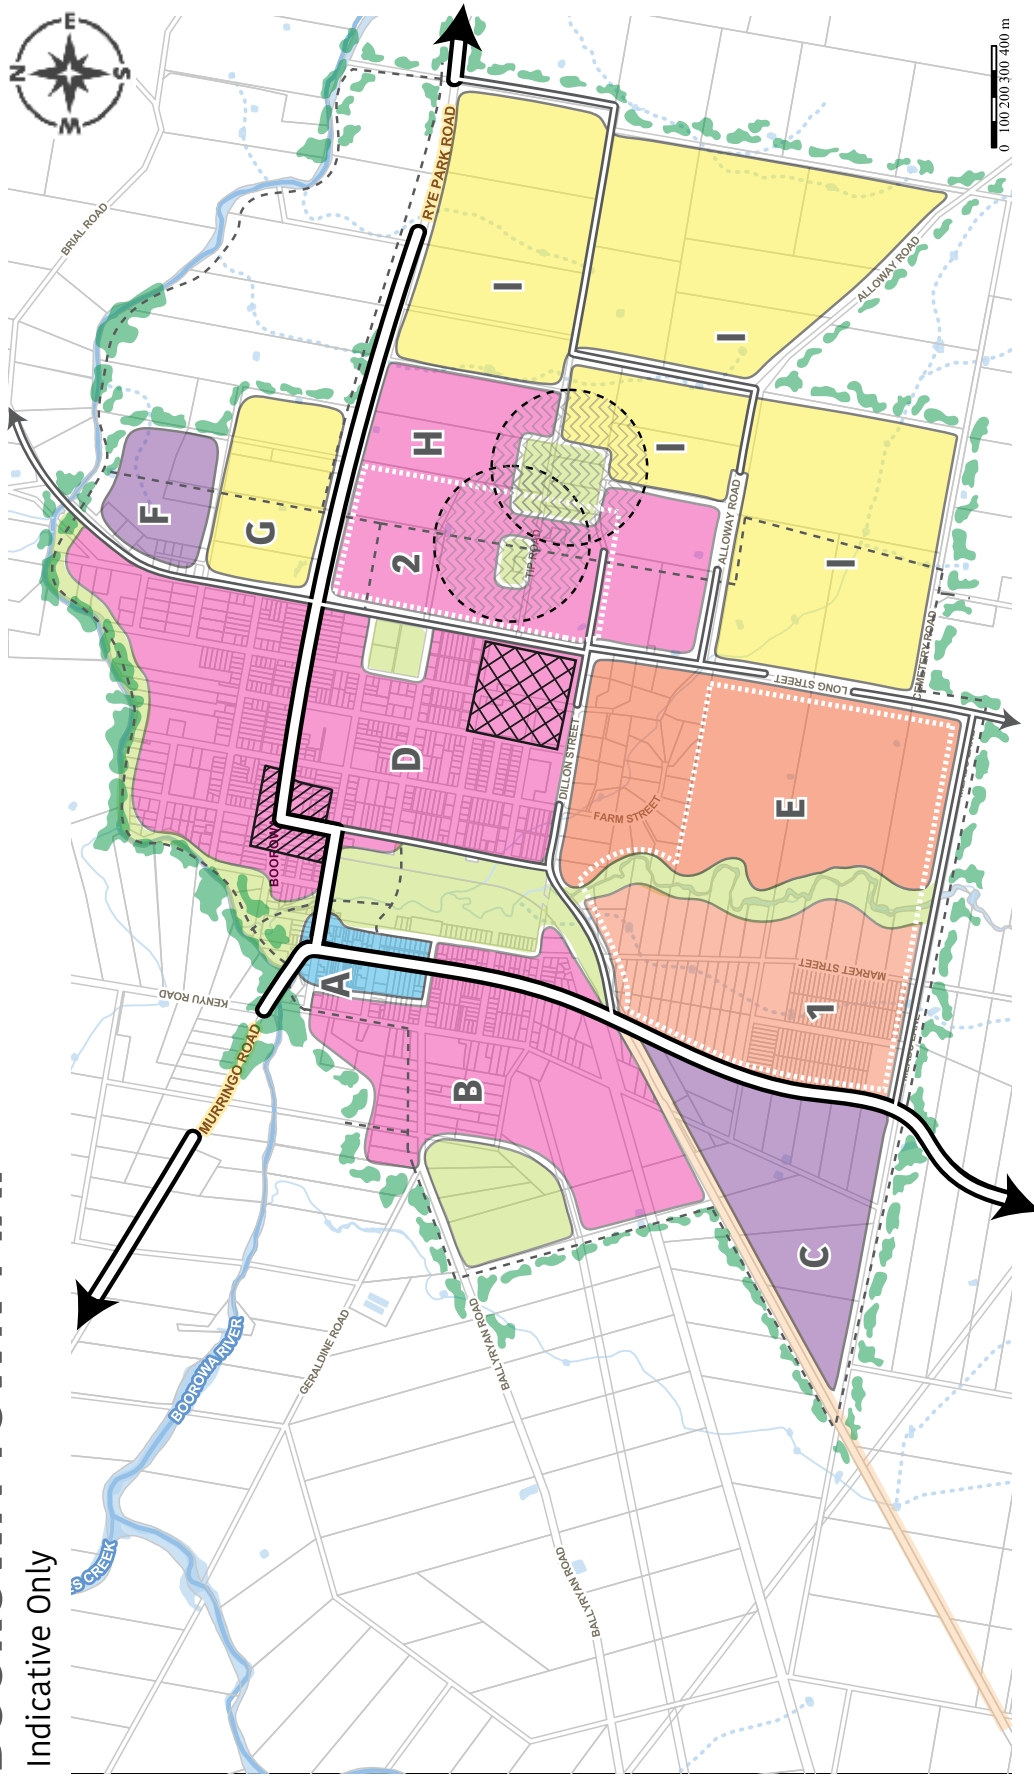 Indicative Only
N
E
S
W
0 100 200 300 400 m
BRIAL ROAD
RYE PARK ROAD
I
I
I
I
ALLOWAY ROAD
ALLOWAY ROAD
F
G
H
2
TIP ROAD
D
DILLON STREET
LONG STREET
CEMETERY ROAD
FARM STREET
E
BOOROWA
A
KENYU ROAD
MURRINGO ROAD
B
MARKET STREET
1
C
GERALDINE ROAD
BALLYRYAN ROAD
BALLYRYAN ROAD
BOOROWA RIVER
CREEK